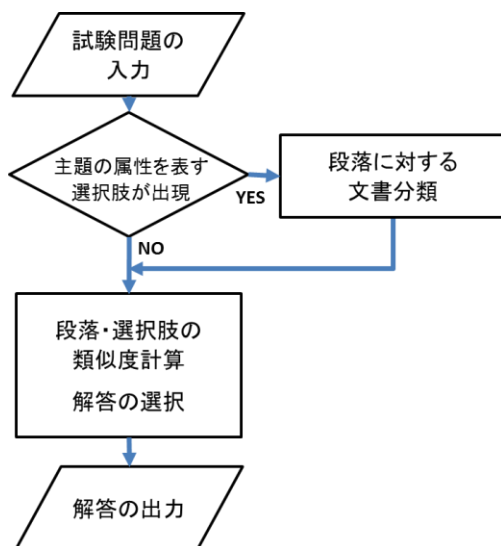 試験問題の
入力
主題の属性を表す
選択肢が出現
YES
段落に対する
文書分類
NO
段落・選択肢の
類似度計算
解答の選択
解答の出力